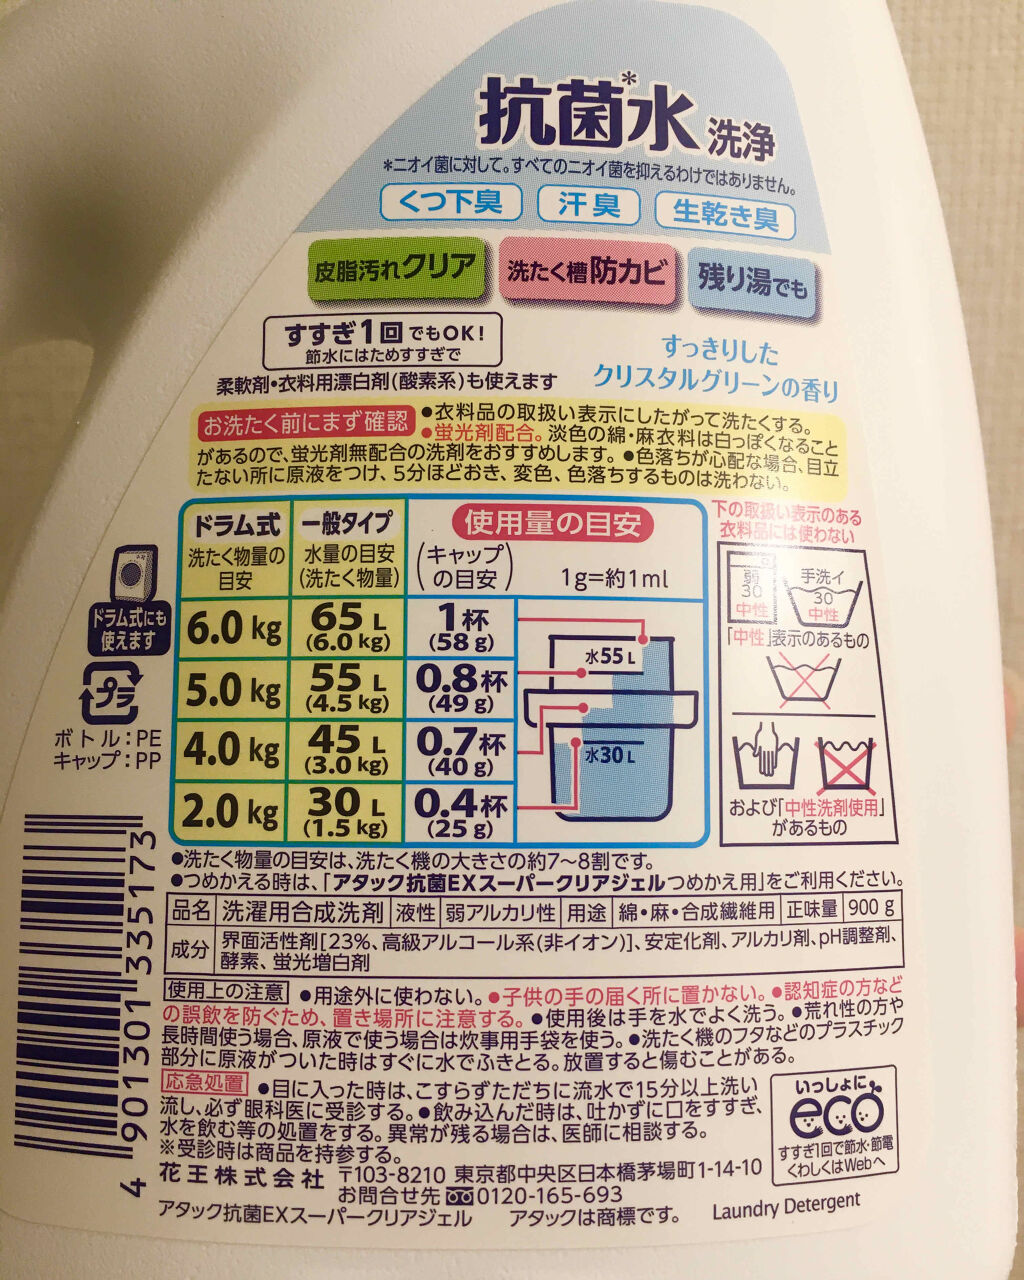 抗菌*水 洗浄
*ニオイ菌に対して。すべてのニオイ菌を抑えるわけではありません。
くつ下臭 汗臭 生乾き臭
皮脂汚れクリア 洗たく槽防カビ 残り湯でも
すすぎ1回でもOK!
節水にはためすすぎで
柔軟剤・衣料用漂白剤(酸素系)も使えます
すっきりした
クリスタルグリーンの香り
お洗たく前にまず確認 ●衣料品の取扱い表示にしたがって洗たくする。
●蛍光剤配合。淡色の綿・麻衣料は白っぽくなること
があるので、蛍光剤無配合の洗剤をおすすめします。●色落ちが心配な場合、目立
たない所に原液をつけ、5分ほどおき、変色、色落ちするものは洗わない。
ドラム式 一般タイプ 使用量の目安
洗たく物量の目安 水量の目安(洗たく物量) (キャップの目安) 1g=約1ml
6.0kg 65L(6.0kg) 1杯(58g)
5.0kg 55L(4.5kg) 0.8杯(49g)
4.0kg 45L(3.0kg) 0.7杯(40g)
2.0kg 30L(1.5kg) 0.4杯(25g)
水55L
水30L
ドラム式にも
使えます
プラ
ボトル:PE
キャップ:PP
下の取扱い表示のある
衣料品には使わない
弱 30 中性
手洗イ 30 中性
「中性」表示のあるもの
および「中性洗剤使用」
があるもの
●洗たく物量の目安は、洗たく機の大きさの約7〜8割です。
●つめかえる時は、「アタック抗菌EXスーパークリアジェルつめかえ用」をご利用ください。
品名 洗濯用合成洗剤 液性 弱アルカリ性 用途 綿・麻・合成繊維用 正味量 900g
成分 界面活性剤[23%、高級アルコール系(非イオン)]、安定化剤、アルカリ剤、pH調整剤、
酵素、蛍光増白剤
使用上の注意 ●用途外に使わない。●子供の手の届く所に置かない。●認知症の方など
の誤飲を防ぐため、置き場所に注意する。●使用後は手を水でよく洗う。●荒れ性の方や
長時間使う場合、原液で使う場合は炊事用手袋を使う。●洗たく機のフタなどのプラスチック
部分に原液がついた時はすぐに水でふきとる。放置すると傷むことがある。
応急処置 ●目に入った時は、こすらずただちに流水で15分以上洗い
流し、必ず眼科医に受診する。●飲み込んだ時は、吐かずに口をすすぎ、
水を飲む等の処置をする。異常が残る場合は、医師に相談する。
※受診時は商品を持参する。
いっしょに
eco
すすぎ1回で節水・節電
くわしくはWebへ
花王株式会社 〒103-8210 東京都中央区日本橋茅場町1-14-10
お問合せ先 0120-165-693
アタック抗菌EXスーパークリアジェル アタックは商標です。 Laundry Detergent
4 901301 335173